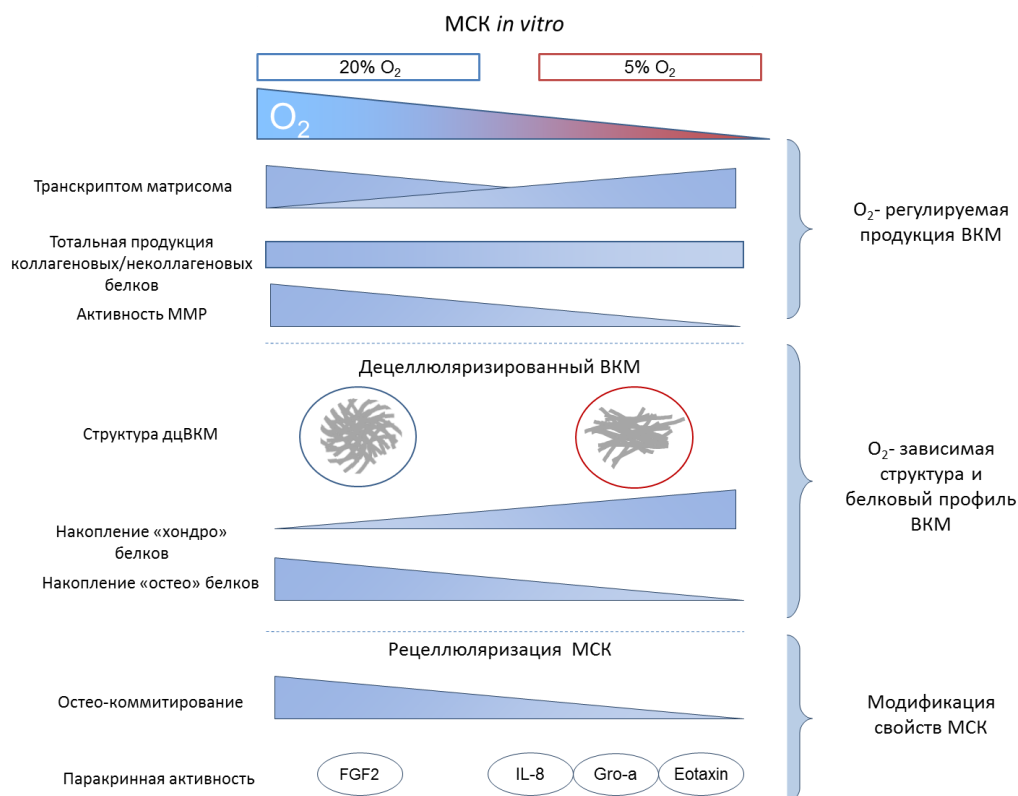 МСК in vitro
20% O₂
5% O₂
O₂
Транскриптом матрисома
Тотальная продукция
коллагеновых/неколлагеновых
белков
Активность ММР
O₂- регулируемая
продукция ВКМ
Децеллюляризированный ВКМ
Структура дцВКМ
Накопление «хондро»
белков
Накопление «остео» белков
O₂- зависимая
структура и
белковый профиль
ВКМ
Рецеллюляризация МСК
Остео-коммитирование
Паракринная активность
FGF2
IL-8
Gro-a
Eotaxin
Модификация
свойств МСК